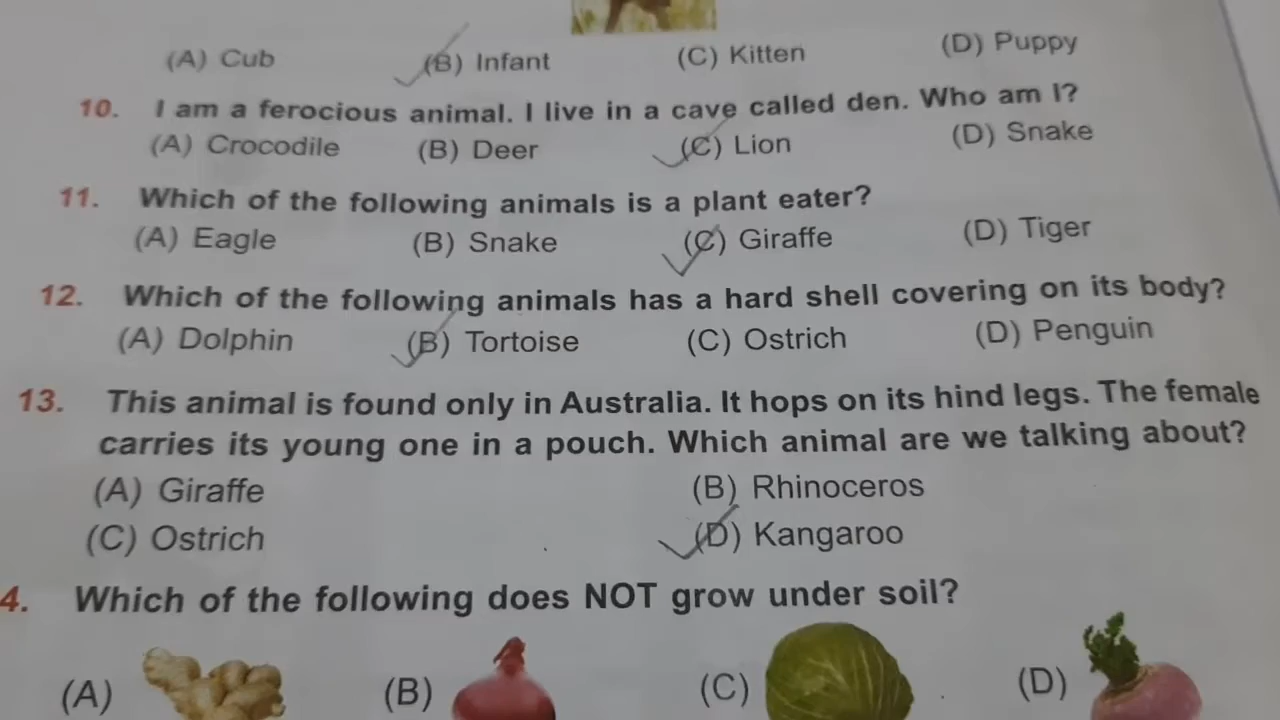 (A) Cub (B) Infant (C) Kitten (D) Puppy
10. I am a ferocious animal. I live in a cave called den. Who am I?
(A) Crocodile (B) Deer (C) Lion (D) Snake
11. Which of the following animals is a plant eater?
(A) Eagle (B) Snake (C) Giraffe (D) Tiger
12. Which of the following animals has a hard shell covering on its body?
(A) Dolphin (B) Tortoise (C) Ostrich (D) Penguin
13. This animal is found only in Australia. It hops on its hind legs. The female
carries its young one in a pouch. Which animal are we talking about?
(A) Giraffe (B) Rhinoceros
(C) Ostrich (D) Kangaroo
4. Which of the following does NOT grow under soil?
(A) (B) (C) (D)